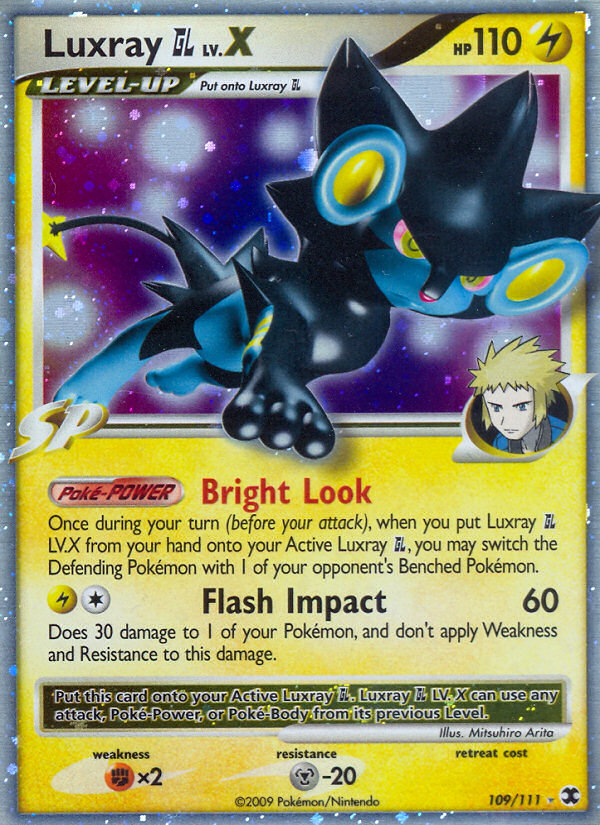 Luxray GL LV.X HP110
LEVEL-UP Put onto Luxray GL
SP
Poké-POWER Bright Look
Once during your turn (before your attack), when you put Luxray GL
LV.X from your hand onto your Active Luxray GL, you may switch the
Defending Pokémon with 1 of your opponent's Benched Pokémon.
Flash Impact 60
Does 30 damage to 1 of your Pokémon, and don't apply Weakness
and Resistance to this damage.
Put this card onto your Active Luxray GL. Luxray GL LV.X can use any
attack, Poké-Power, or Poké-Body from its previous Level.
Illus. Mitsuhiro Arita
weakness resistance retreat cost
×2 -20
©2009 Pokémon/Nintendo 109/111